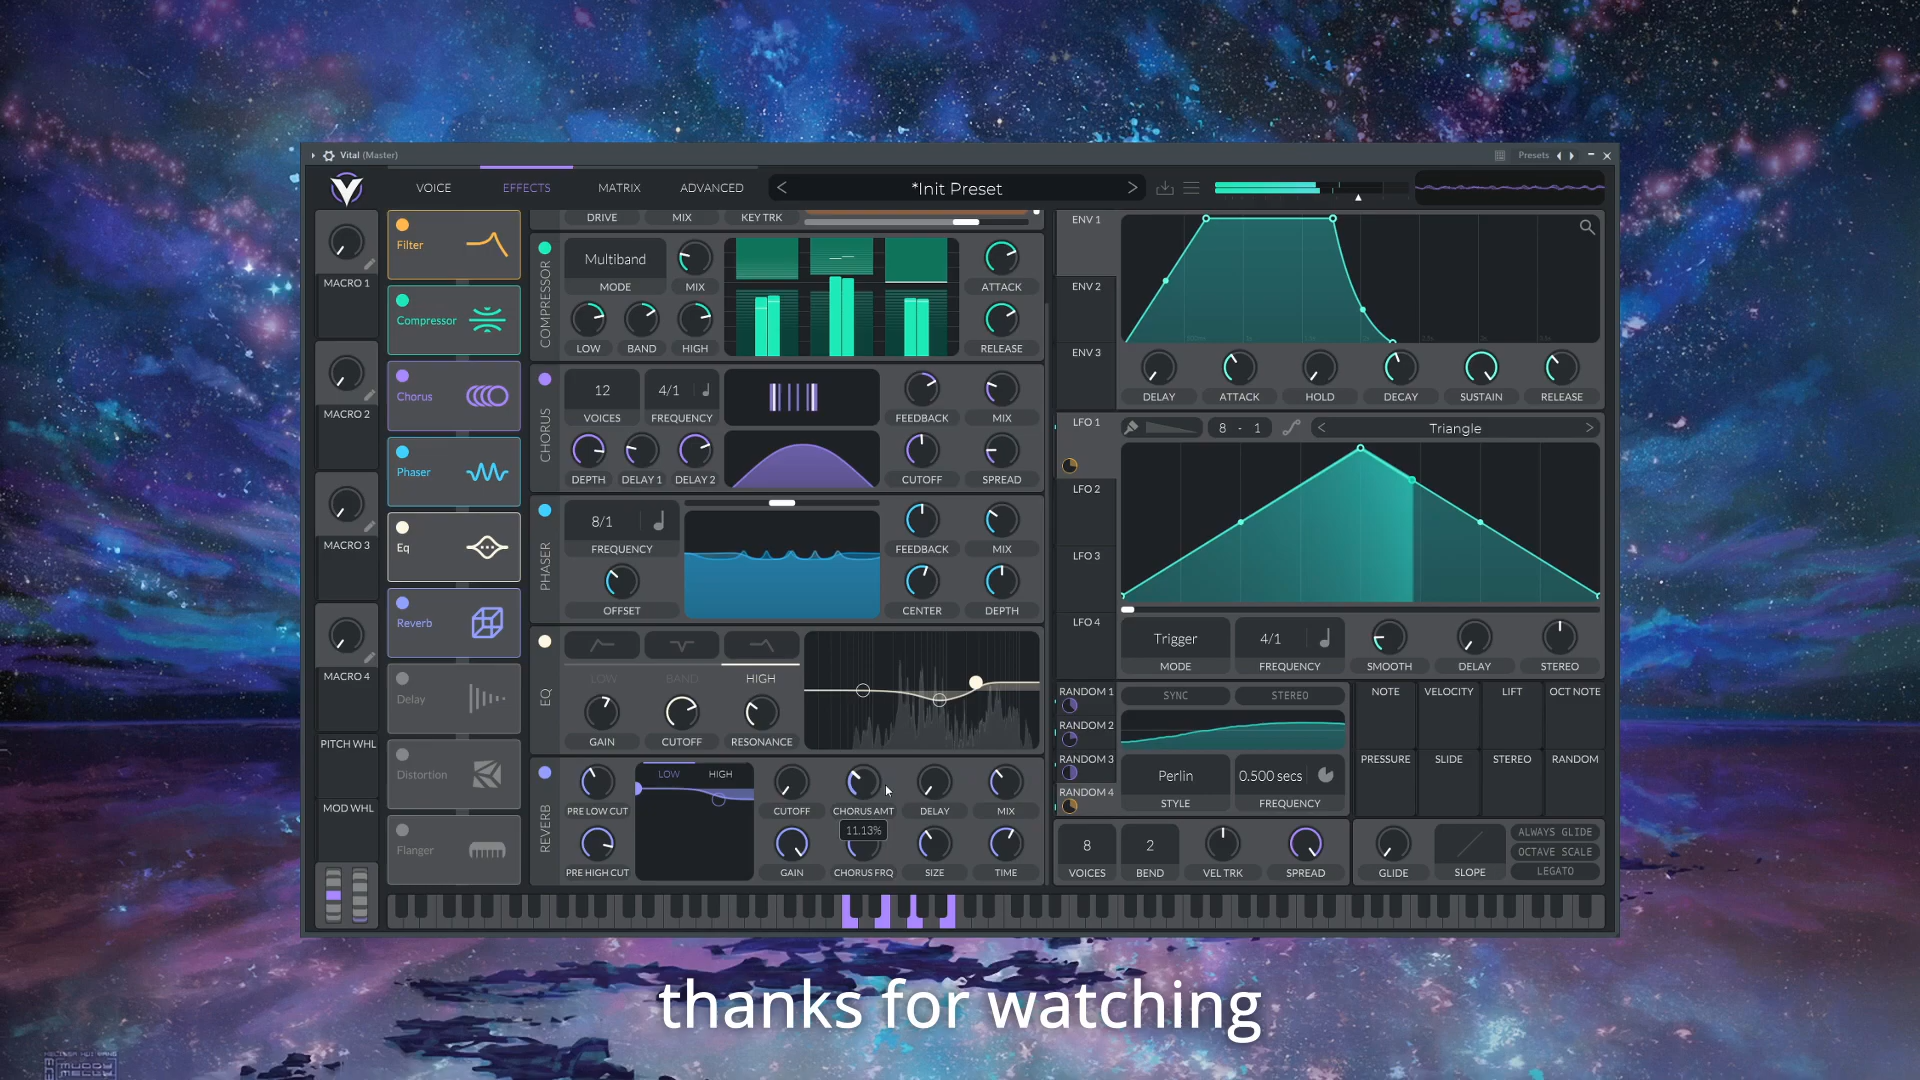 Vital (Master)
Presets
VOICE
EFFECTS
MATRIX
ADVANCED
*Init Preset
MACRO 1
MACRO 2
MACRO 3
MACRO 4
PITCH WHL
MOD WHL
Filter
Compressor
Chorus
Phaser
Eq
Reverb
Delay
Distortion
Flanger
DRIVE
MIX
KEY TRK
COMPRESSOR
Multiband
MODE
MIX
ATTACK
LOW
BAND
HIGH
RELEASE
CHORUS
12
4/1
VOICES
FREQUENCY
FEEDBACK
MIX
DEPTH
DELAY 1
DELAY 2
CUTOFF
SPREAD
PHASER
8/1
FREQUENCY
FEEDBACK
MIX
OFFSET
CENTER
DEPTH
EQ
LOW
BAND
HIGH
GAIN
CUTOFF
RESONANCE
REVERB
LOW
HIGH
PRE LOW CUT
CUTOFF
CHORUS AMT
DELAY
MIX
11.13%
PRE HIGH CUT
GAIN
CHORUS FRQ
SIZE
TIME
ENV 1
ENV 2
ENV 3
DELAY
ATTACK
HOLD
DECAY
SUSTAIN
RELEASE
LFO 1
8 - 1
Triangle
LFO 2
LFO 3
LFO 4
Trigger
4/1
MODE
FREQUENCY
SMOOTH
DELAY
STEREO
RANDOM 1
RANDOM 2
RANDOM 3
RANDOM 4
SYNC
STEREO
Perlin
0.500 secs
STYLE
FREQUENCY
NOTE
VELOCITY
LIFT
OCT NOTE
PRESSURE
SLIDE
STEREO
RANDOM
8
2
VOICES
BEND
VEL TRK
SPREAD
GLIDE
SLOPE
ALWAYS GLIDE
OCTAVE SCALE
LEGATO
thanks for watching